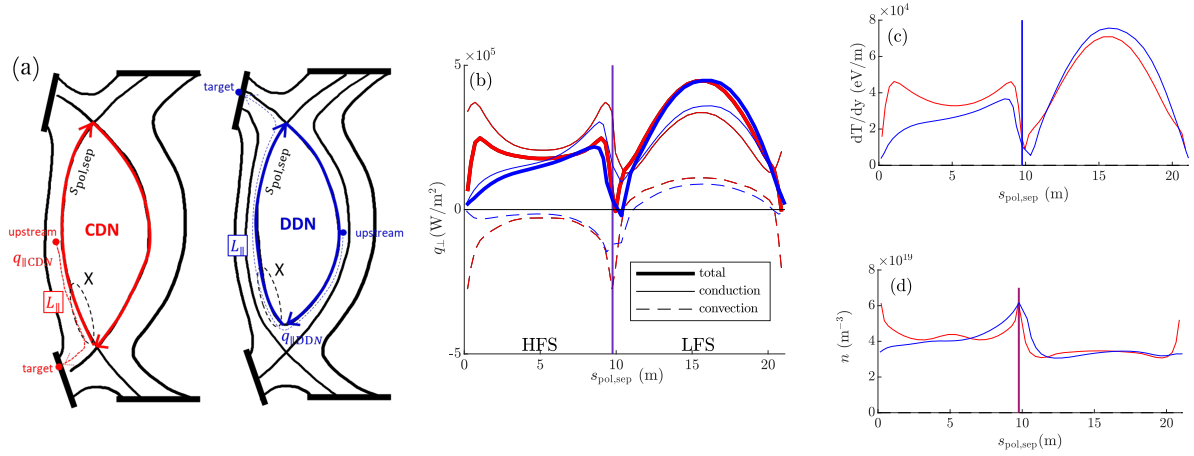 (a)
s_pol,sep
CDN
upstream
q_∥CDN
X
L_∥
target
target
s_pol,sep
DDN
L_∥
upstream
X
q_∥DDN
(b)
×10^5
5
0
-5
q_⊥(W/m^2)
total
conduction
convection
HFS
LFS
0 5 10 15 20
s_pol,sep (m)
(c)
×10^4
8
6
4
2
0
dT/dy (eV/m)
0 5 10 15 20
s_pol,sep (m)
(d)
×10^19
8
6
4
2
0
n (m^-3)
0 5 10 15 20
s_pol,sep(m)